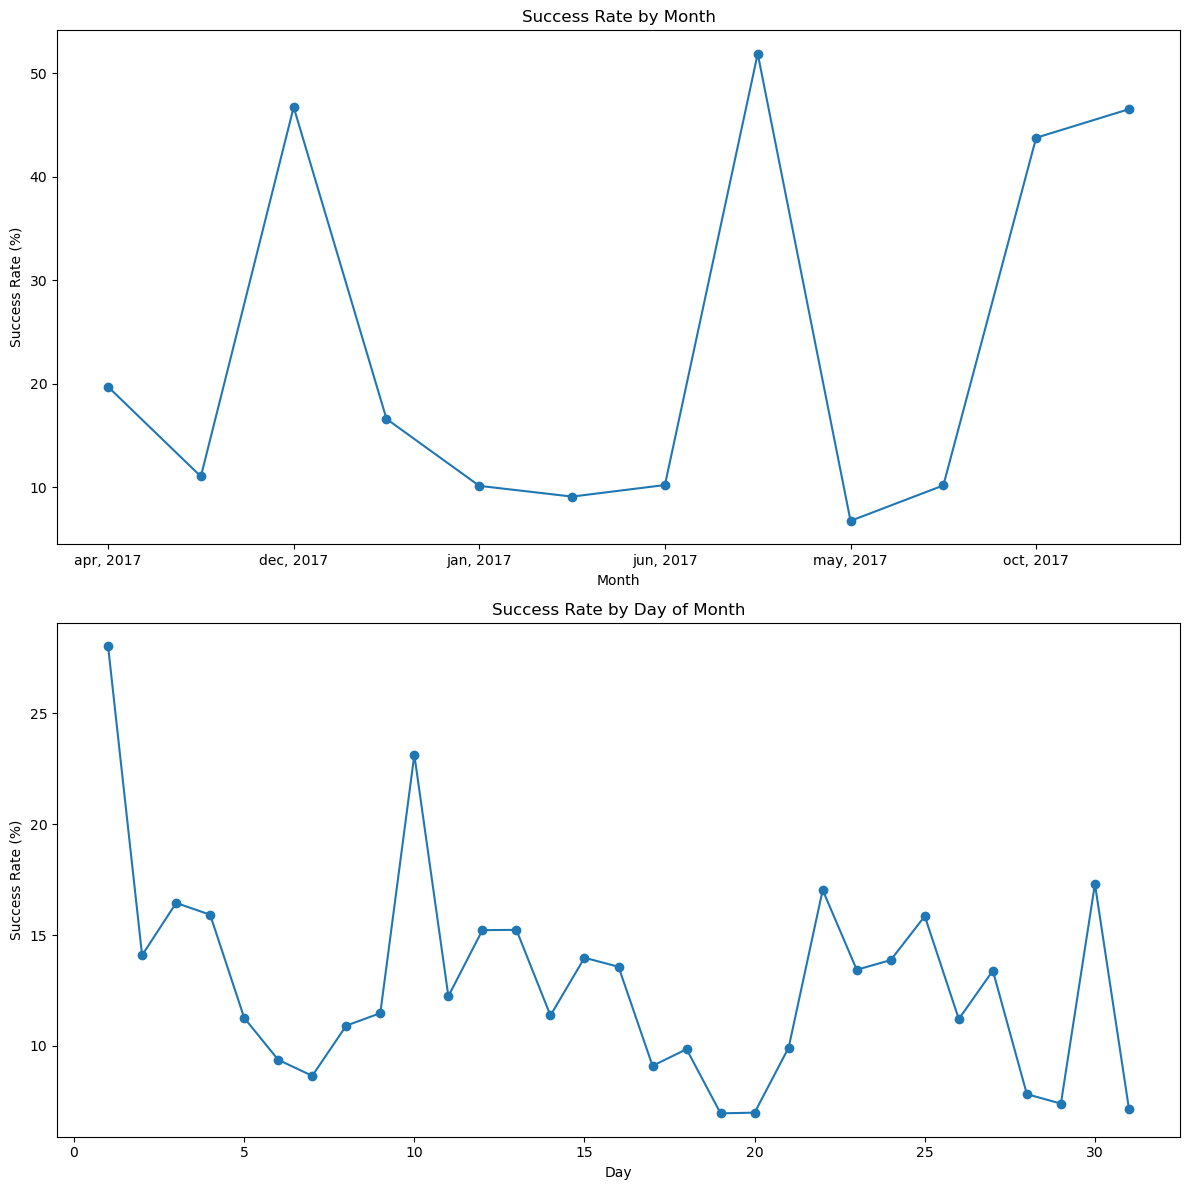 Success Rate by Month
Success Rate (%)
50
40
30
20
10
apr, 2017 dec, 2017 jan, 2017 jun, 2017 may, 2017 oct, 2017
Month
Success Rate by Day of Month
Success Rate (%)
25
20
15
10
0 5 10 15 20 25 30
Day